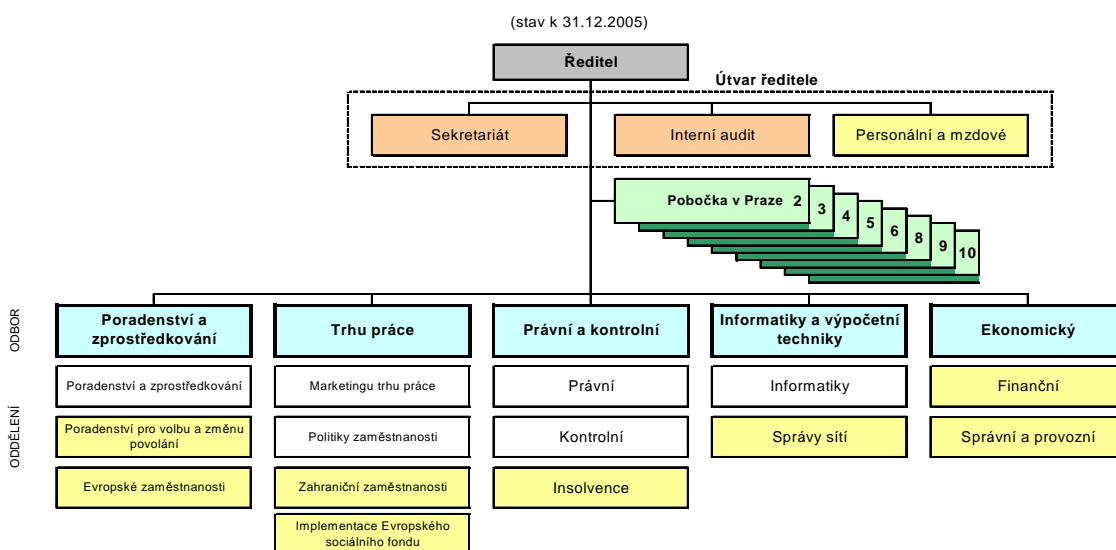 (stav k 31.12.2005)
Ředitel
Útvar ředitele
Sekretariát
Interní audit
Personální a mzdové
Pobočka v Praze 2
3
4
5
6
8
9
10
ODBOR
Poradenství a
zprostředkování
Trhu práce
Právní a kontrolní
Informatiky a výpočetní
techniky
Ekonomický
ODDĚLENÍ
Poradenství a zprostředkování
Marketingu trhu práce
Právní
Informatiky
Finanční
Poradenství pro volbu a změnu
povolání
Politiky zaměstnanosti
Kontrolní
Správy sítí
Správní a provozní
Evropské zaměstnanosti
Zahraniční zaměstnanosti
Insolvence
Implementace Evropského
sociálního fondu